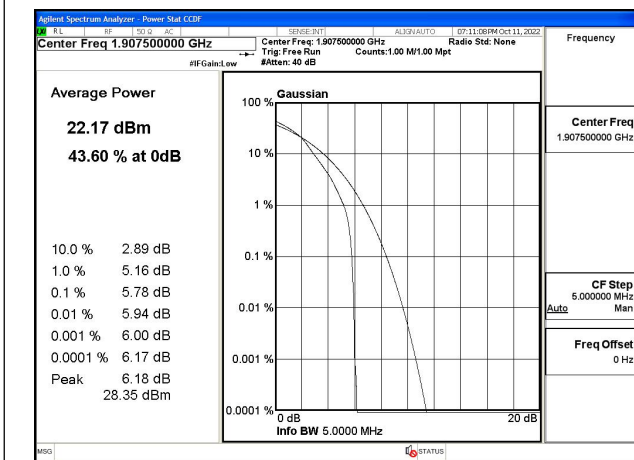 Agilent Spectrum Analyzer - Power Stat CCDF
LXI RL RF 50 Ω AC SENSE:INT ALIGN AUTO 07:11:08PM Oct 11, 2022
Center Freq 1.907500000 GHz
Center Freq: 1.907500000 GHz Radio Std: None
Trig: Free Run Counts:1.00 M/1.00 Mpt
#IFGain:Low #Atten: 40 dB
Frequency
Average Power
22.17 dBm
43.60 % at 0dB
10.0 % 2.89 dB
1.0 % 5.16 dB
0.1 % 5.78 dB
0.01 % 5.94 dB
0.001 % 6.00 dB
0.0001 % 6.17 dB
Peak 6.18 dB
28.35 dBm
Gaussian
100 %
10 %
1 %
0.1 %
0.01 %
0.001 %
0.0001 %
0 dB 20 dB
Info BW 5.0000 MHz
Center Freq
1.907500000 GHz
CF Step
5.000000 MHz
Auto Man
Freq Offset
0 Hz
MSG STATUS